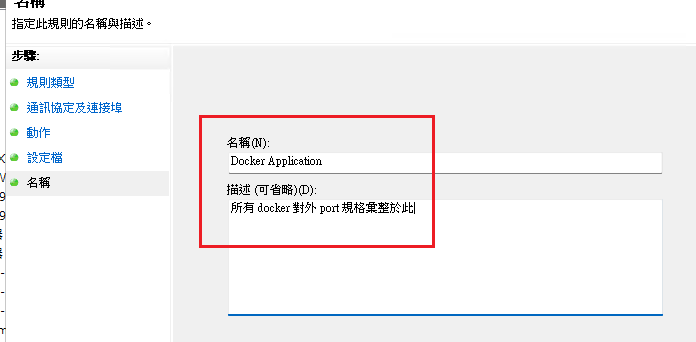 名稱
指定此規則的名稱與描述。
步驟:
規則類型
通訊協定及連接埠
動作
設定檔
名稱
名稱(N):
Docker Application
描述 (可省略)(D):
所有 docker 對外 port 規格彙整於此